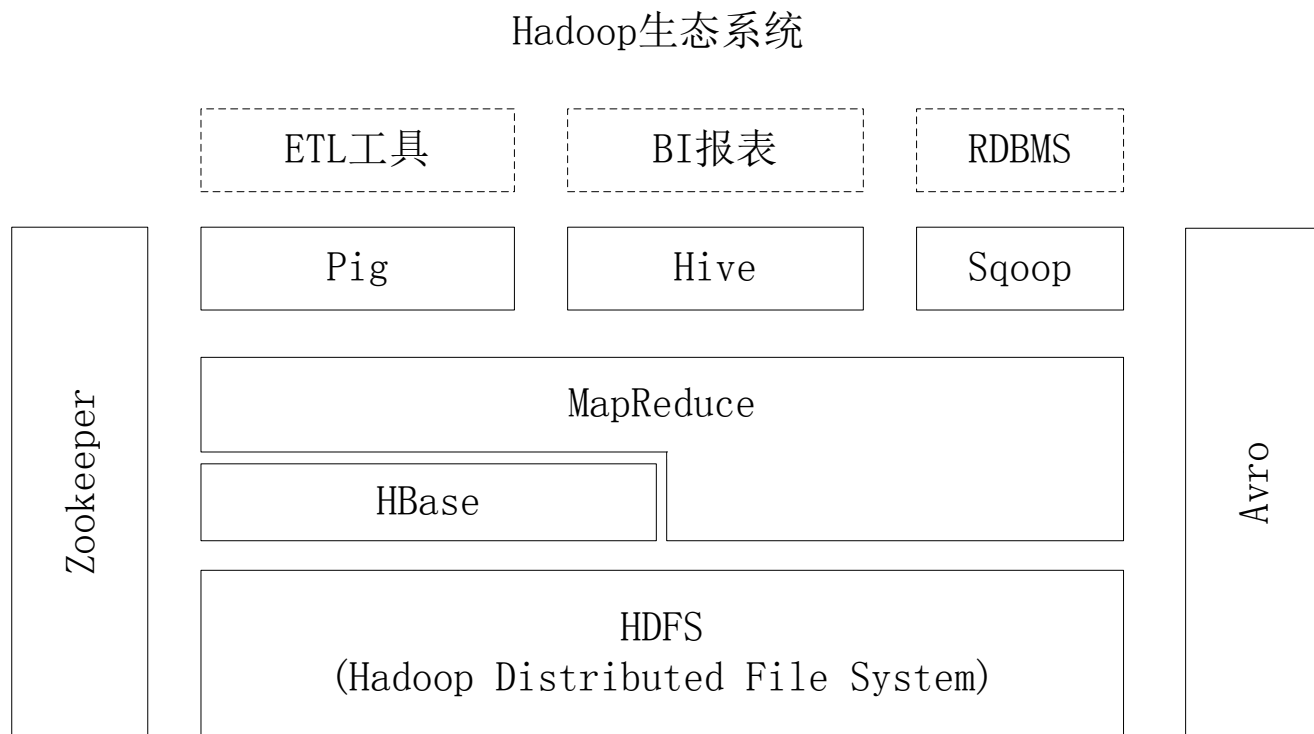 Hadoop生态系统
ETL工具
BI报表
RDBMS
Pig
Hive
Sqoop
Zookeeper
MapReduce
HBase
Avro
HDFS
(Hadoop Distributed File System)